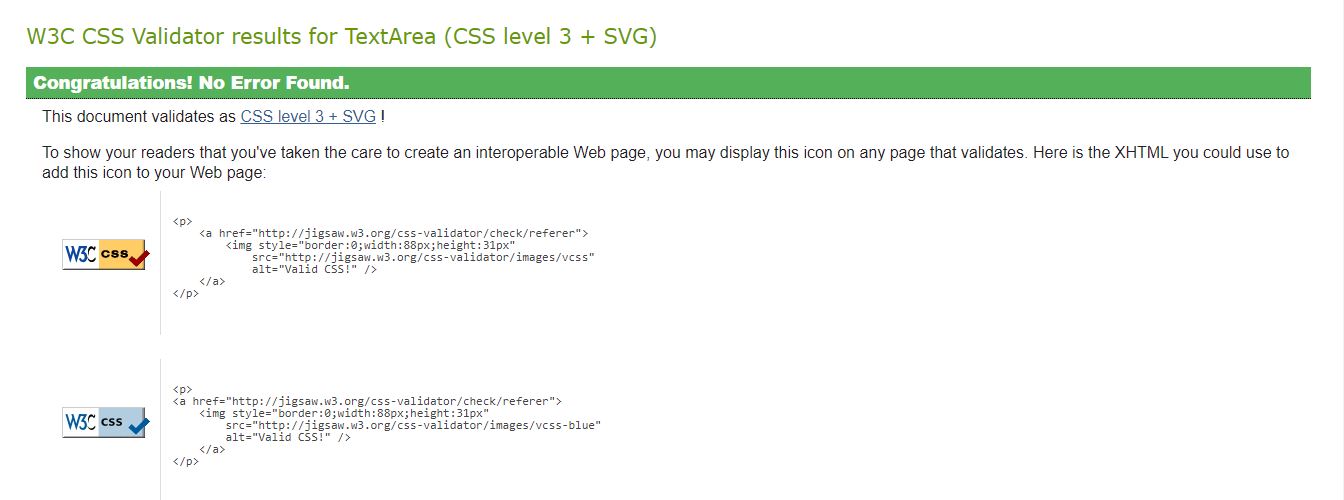 W3C CSS Validator results for TextArea (CSS level 3 + SVG)
Congratulations! No Error Found.
This document validates as CSS level 3 + SVG !
To show your readers that you've taken the care to create an interoperable Web page, you may display this icon on any page that validates. Here is the XHTML you could use to
add this icon to your Web page:
W3C css
<p>
<a href="http://jigsaw.w3.org/css-validator/check/referer">
<img style="border:0;width:88px;height:31px"
src="http://jigsaw.w3.org/css-validator/images/vcss"
alt="Valid CSS!" />
</a>
</p>
W3C css
<p>
<a href="http://jigsaw.w3.org/css-validator/check/referer">
<img style="border:0;width:88px;height:31px"
src="http://jigsaw.w3.org/css-validator/images/vcss-blue"
alt="Valid CSS!" />
</a>
</p>